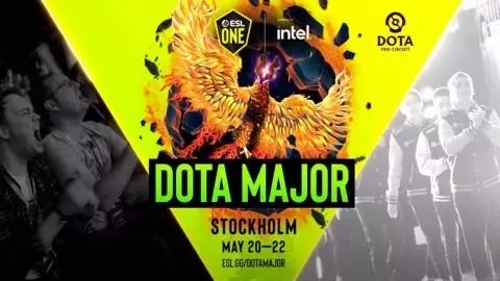 ESL
ONE
intel
DOTA
PRO CIRCUIT
DOTA MAJOR
STOCKHOLM
MAY 20—22
ESL.GG/DOTAMAJOR